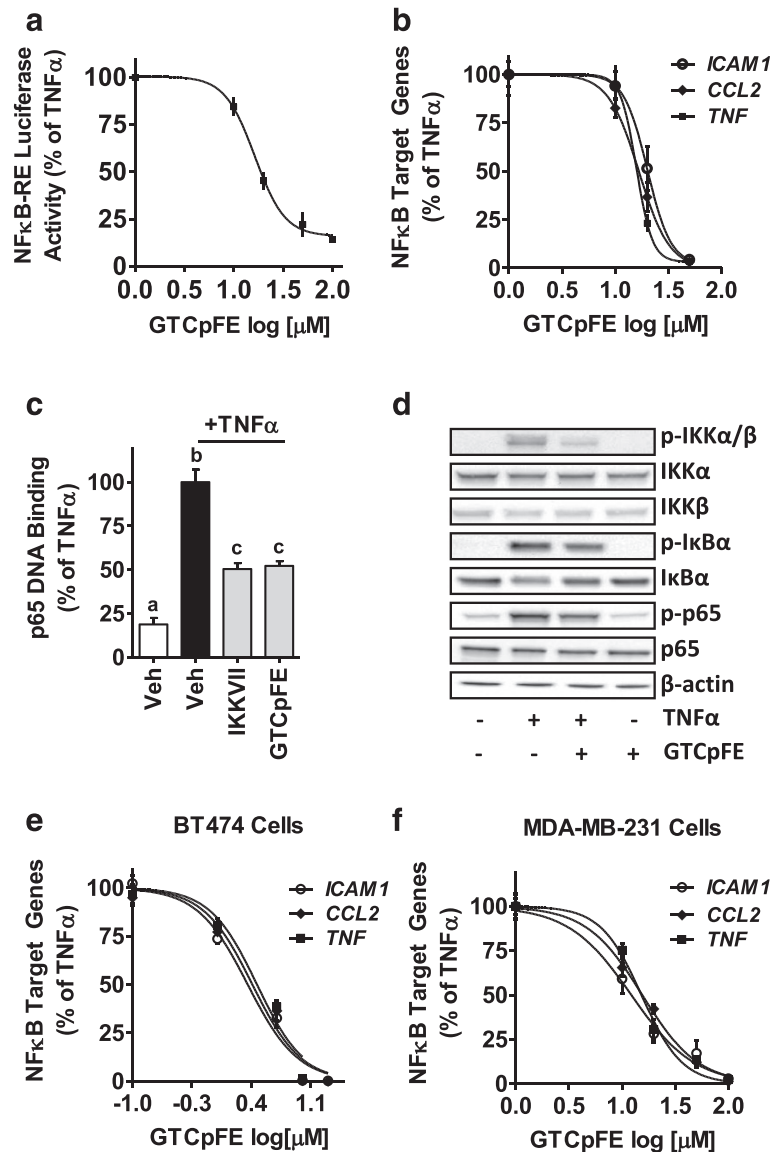 a
NFκB-RE Luciferase
Activity (% of TNFα)
100
75
50
25
0
0.0 0.5 1.0 1.5 2.0
GTCpFE log [μM]
b
NFκB Target Genes
(% of TNFα)
100
75
50
25
0
0.0 0.5 1.0 1.5 2.0
GTCpFE log [μM]
ICAM1
CCL2
TNF
c
+TNFα
p65 DNA Binding
(% of TNFα)
100
75
50
25
0
a
b
c
c
Veh
Veh
IKKVII
GTCpFE
d
p-IKKα/β
IKKα
IKKβ
p-IκBα
IκBα
p-p65
p65
β-actin
- + + - TNFα
- - + + GTCpFE
e
BT474 Cells
NFκB Target Genes
(% of TNFα)
100
75
50
25
0
-1.0 -0.3 0.4 1.1
GTCpFE log[μM]
ICAM1
CCL2
TNF
f
MDA-MB-231 Cells
NFκB Target Genes
(% of TNFα)
100
75
50
25
0
0.0 0.5 1.0 1.5 2.0
GTCpFE log [μM]
ICAM1
CCL2
TNF